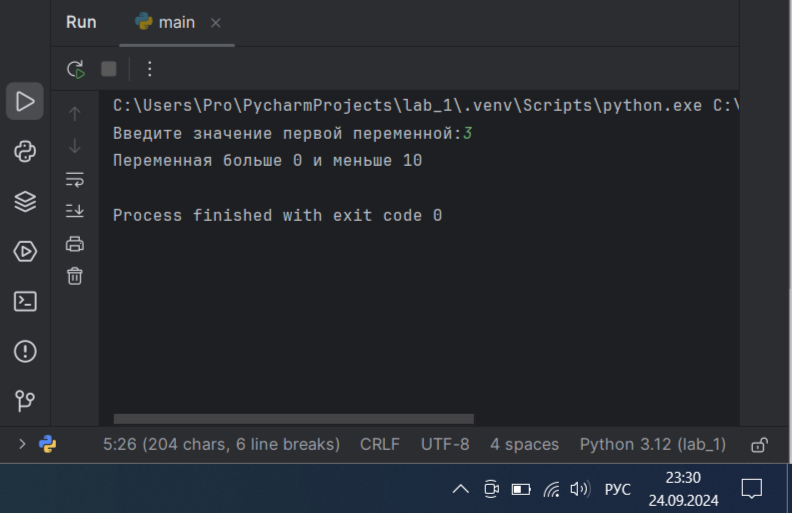 Run main
C:\Users\Pro\PycharmProjects\lab_1\.venv\Scripts\python.exe C:\
Введите значение первой переменной:3
Переменная больше 0 и меньше 10
Process finished with exit code 0
5:26 (204 chars, 6 line breaks) CRLF UTF-8 4 spaces Python 3.12 (lab_1)
РУС
23:30
24.09.2024